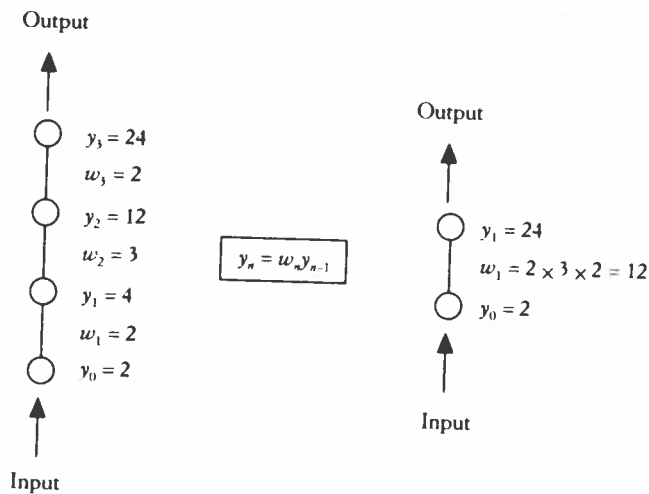 Output
y₃ = 24
w₃ = 2
y₂ = 12
w₂ = 3
y₁ = 4
w₁ = 2
y₀ = 2
Input
yₙ = wₙyₙ₋₁
Output
y₁ = 24
w₁ = 2 × 3 × 2 = 12
y₀ = 2
Input